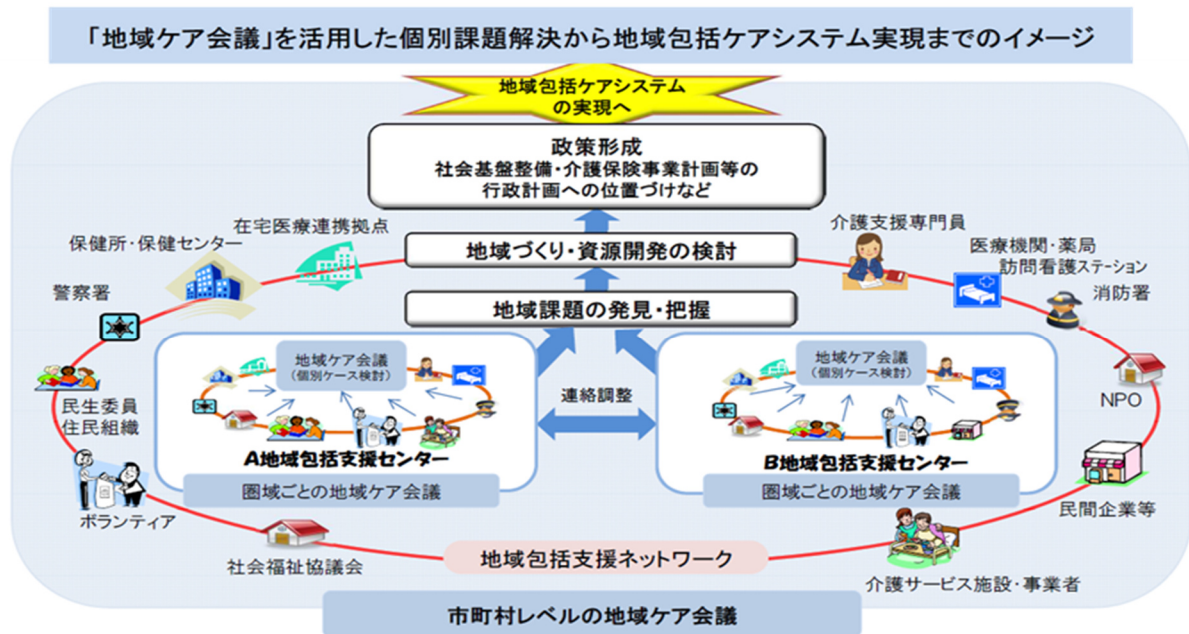 「地域ケア会議」を活用した個別課題解決から地域包括ケアシステム実現までのイメージ
地域包括ケアシステム
の実現へ
政策形成
社会基盤整備・介護保険事業計画等の
行政計画への位置づけなど
在宅医療連携拠点
保健所・保健センター
地域づくり・資源開発の検討
介護支援専門員
医療機関・薬局
訪問看護ステーション
警察署
地域課題の発見・把握
消防署
地域ケア会議
(個別ケース検討)
連絡調整
地域ケア会議
(個別ケース検討)
民生委員
住民組織
NPO
A地域包括支援センター
B地域包括支援センター
圏域ごとの地域ケア会議
圏域ごとの地域ケア会議
ボランティア
民間企業等
社会福祉協議会
地域包括支援ネットワーク
介護サービス施設・事業者
市町村レベルの地域ケア会議